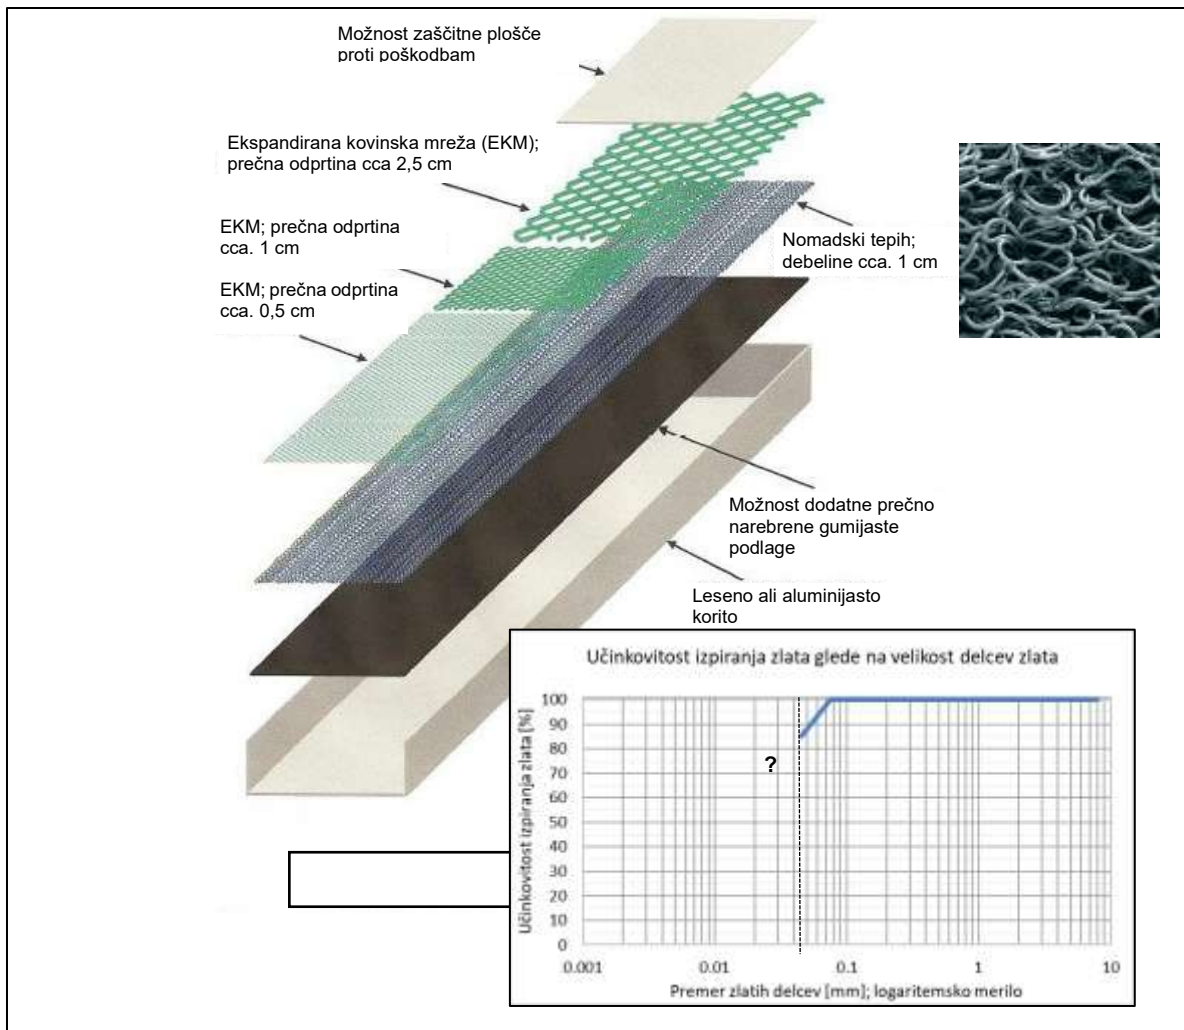 Možnost zaščitne plošče
proti poškodbam
Ekspandirana kovinska mreža (EKM);
prečna odprtina cca 2,5 cm
EKM; prečna odprtina
cca. 1 cm
EKM; prečna odprtina
cca. 0,5 cm
Nomadski tepih;
debeline cca. 1 cm
Možnost dodatne prečno
narebrene gumijaste
podlage
Leseno ali aluminijasto
korito
Učinkovitost izpiranja zlata glede na velikost delcev zlata
Učinkovitost izpiranja zlata [%]
100
90
80
70
60
50
40
30
20
10
0
?
0.001
0.01
0.1
1
10
Premer zlatih delcev [mm]; logaritemsko merilo